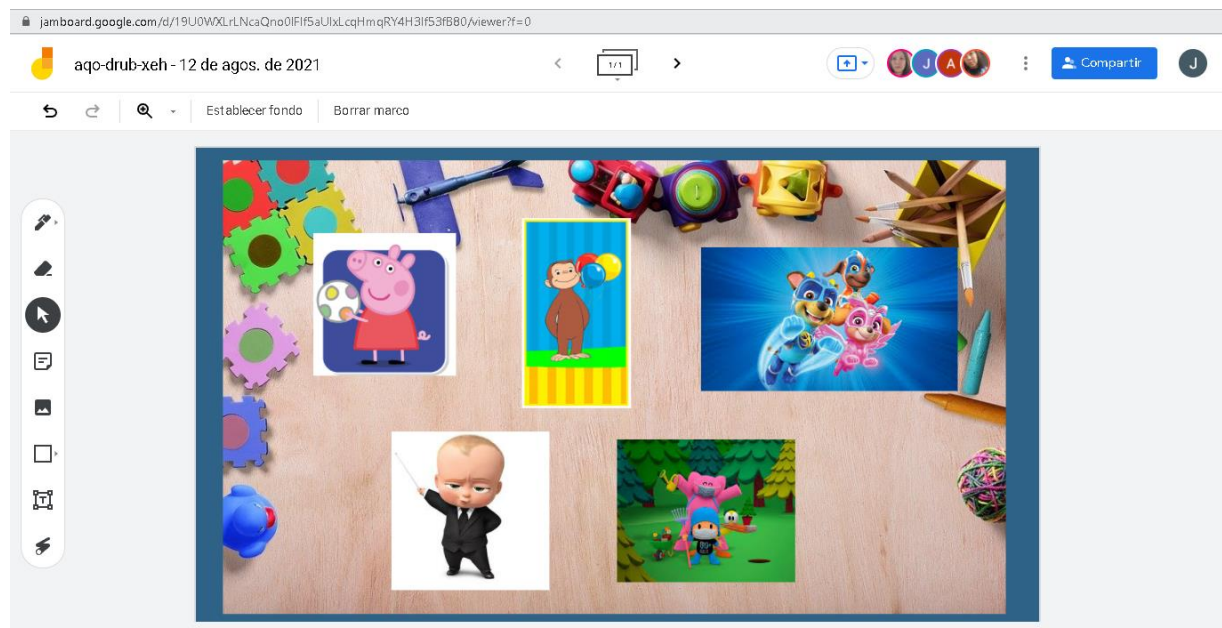 jamboard.google.com/d/19U0WXLrLNcaQno0IFlf5aUlxLcqHmqRY4H3lf53fB80/viewer?f=0
aqo-drub-xeh - 12 de agos. de 2021
1/1
J
A
Compartir
J
Establecer fondo
Borrar marco